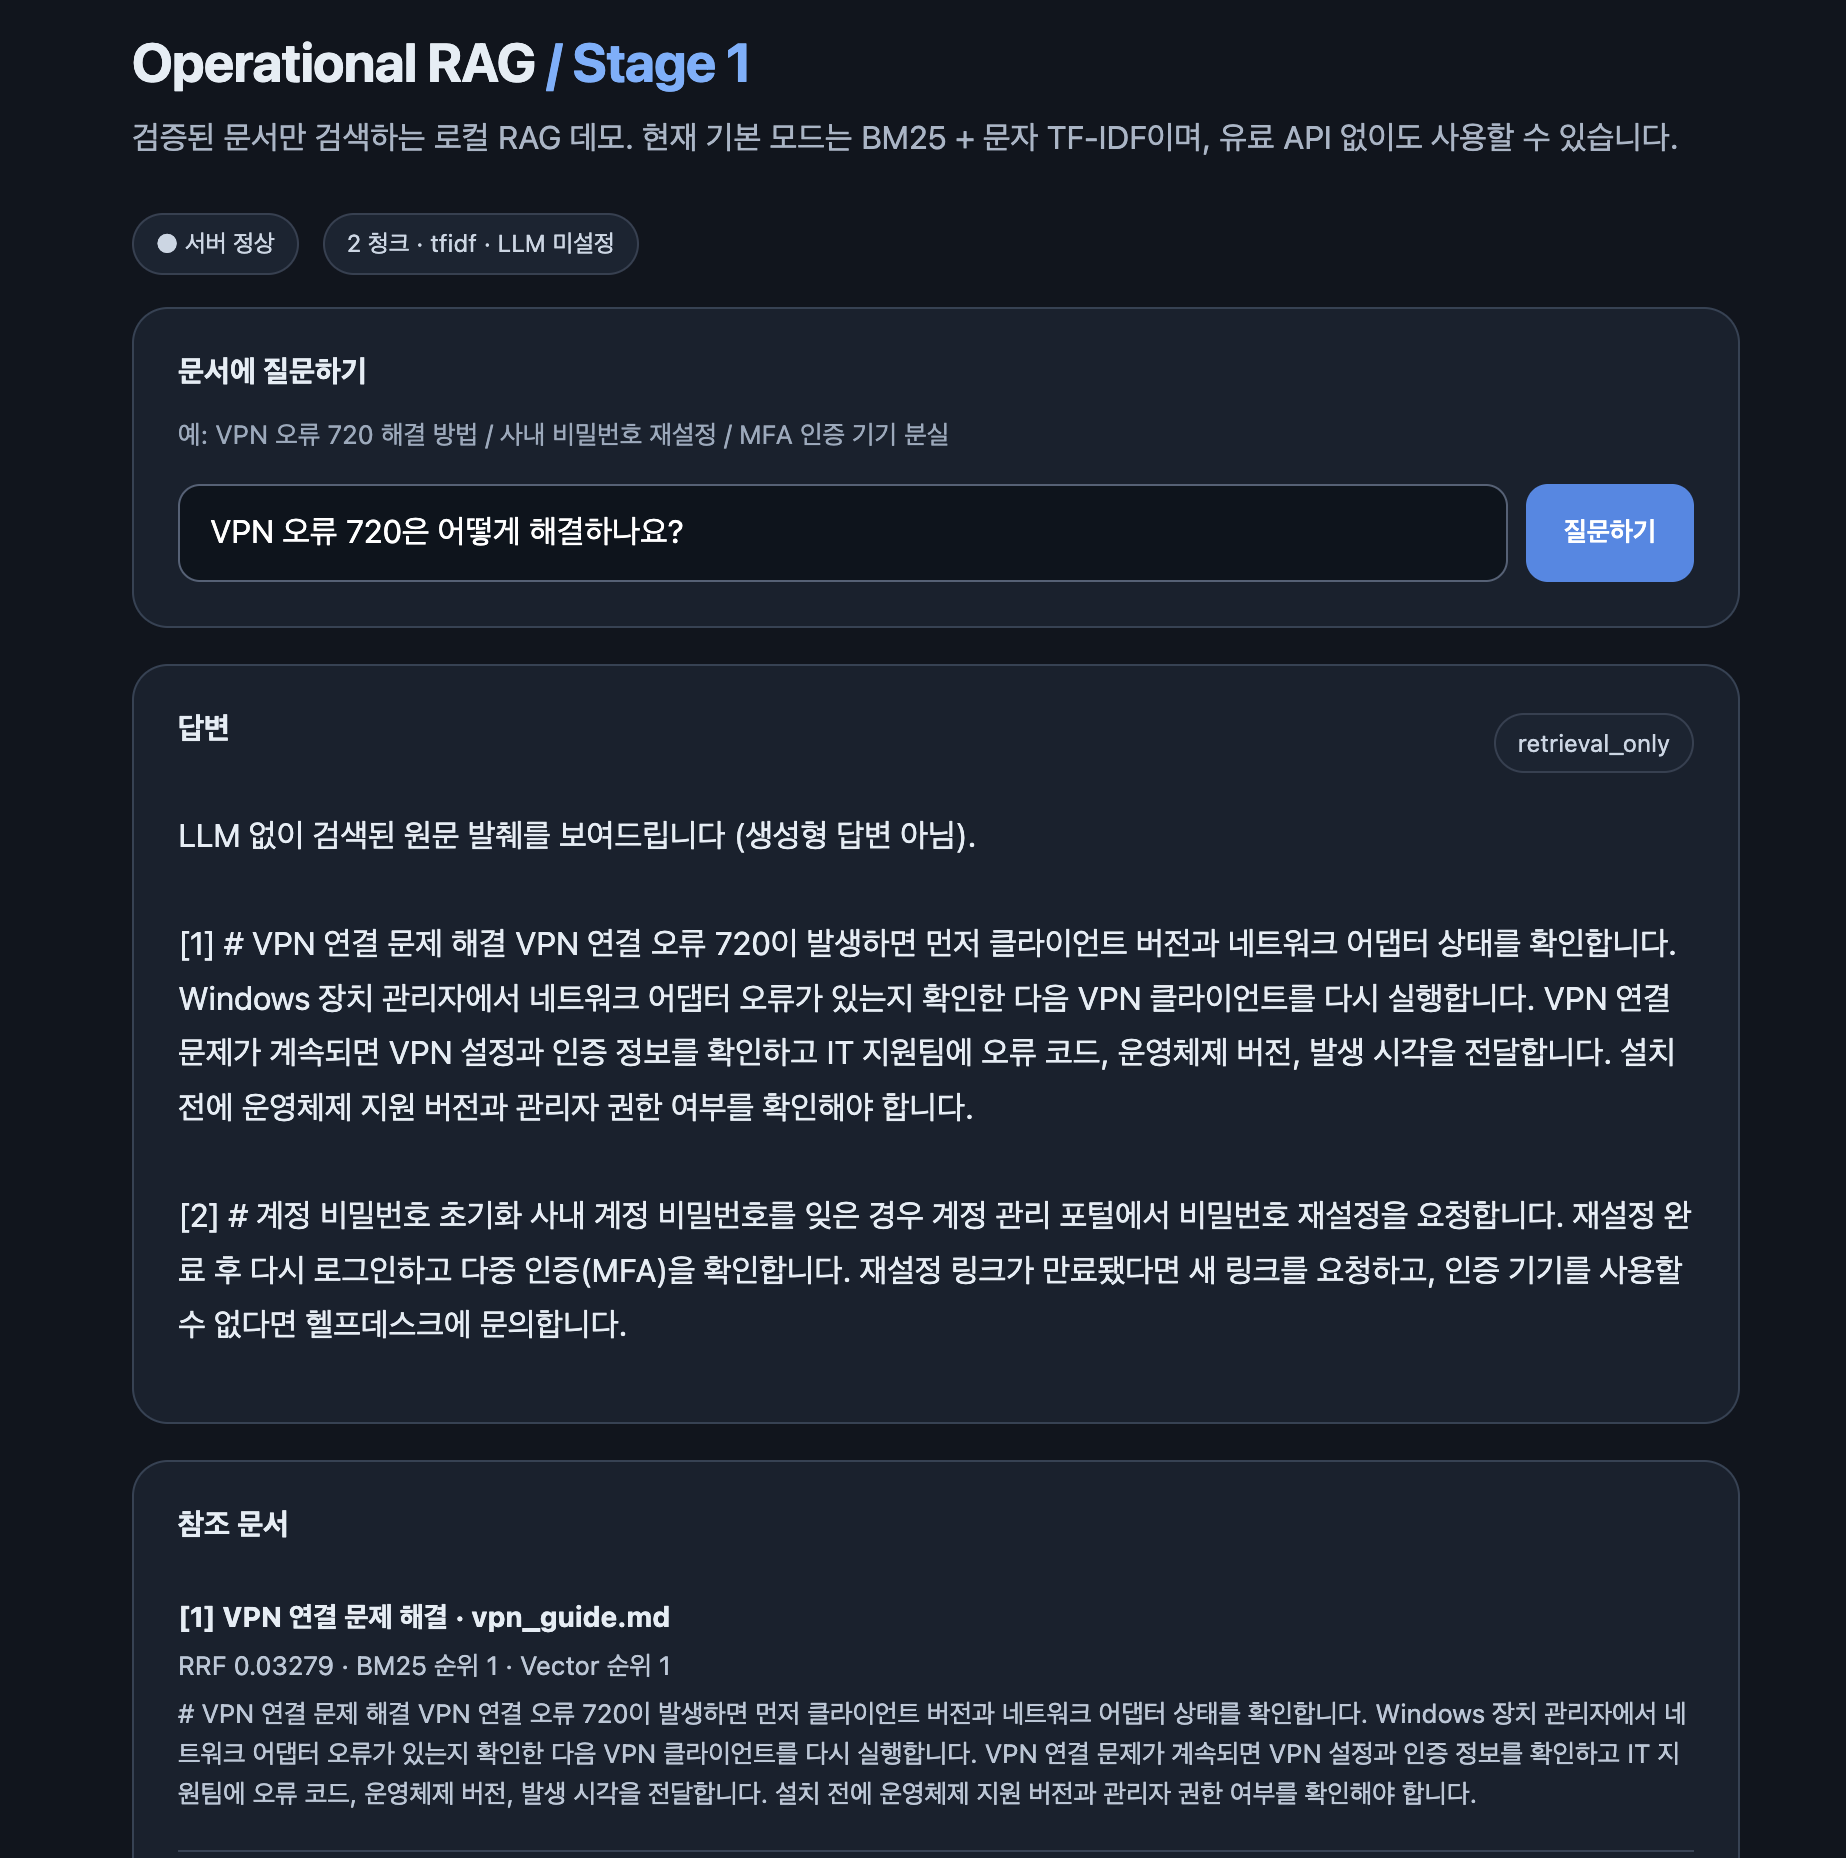 Operational RAG / Stage 1
검증된 문서만 검색하는 로컬 RAG 데모. 현재 기본 모드는 BM25 + 문자 TF-IDF이며, 유료 API 없이도 사용할 수 있습니다.
서버 정상
2 청크 · tfidf · LLM 미설정
문서에 질문하기
예: VPN 오류 720 해결 방법 / 사내 비밀번호 재설정 / MFA 인증 기기 분실
VPN 오류 720은 어떻게 해결하나요?
질문하기
답변
retrieval_only
LLM 없이 검색된 원문 발췌를 보여드립니다 (생성형 답변 아님).
[1] # VPN 연결 문제 해결 VPN 연결 오류 720이 발생하면 먼저 클라이언트 버전과 네트워크 어댑터 상태를 확인합니다.
Windows 장치 관리자에서 네트워크 어댑터 오류가 있는지 확인한 다음 VPN 클라이언트를 다시 실행합니다. VPN 연결
문제가 계속되면 VPN 설정과 인증 정보를 확인하고 IT 지원팀에 오류 코드, 운영체제 버전, 발생 시각을 전달합니다. 설치
전에 운영체제 지원 버전과 관리자 권한 여부를 확인해야 합니다.
[2] # 계정 비밀번호 초기화 사내 계정 비밀번호를 잊은 경우 계정 관리 포털에서 비밀번호 재설정을 요청합니다. 재설정 완
료 후 다시 로그인하고 다중 인증(MFA)을 확인합니다. 재설정 링크가 만료됐다면 새 링크를 요청하고, 인증 기기를 사용할
수 없다면 헬프데스크에 문의합니다.
참조 문서
[1] VPN 연결 문제 해결 · vpn_guide.md
RRF 0.03279 · BM25 순위 1 · Vector 순위 1
# VPN 연결 문제 해결 VPN 연결 오류 720이 발생하면 먼저 클라이언트 버전과 네트워크 어댑터 상태를 확인합니다. Windows 장치 관리자에서 네
트워크 어댑터 오류가 있는지 확인한 다음 VPN 클라이언트를 다시 실행합니다. VPN 연결 문제가 계속되면 VPN 설정과 인증 정보를 확인하고 IT 지
원팀에 오류 코드, 운영체제 버전, 발생 시각을 전달합니다. 설치 전에 운영체제 지원 버전과 관리자 권한 여부를 확인해야 합니다.